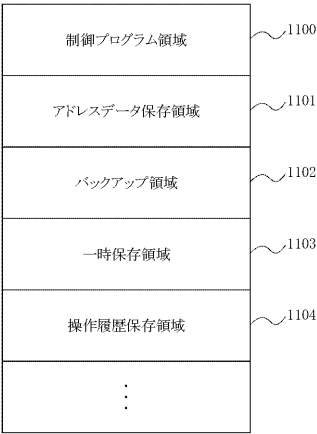 制御プログラム領域 1100
アドレスデータ保存領域 1101
バックアップ領域 1102
一時保存領域 1103
操作履歴保存領域 1104
⋮